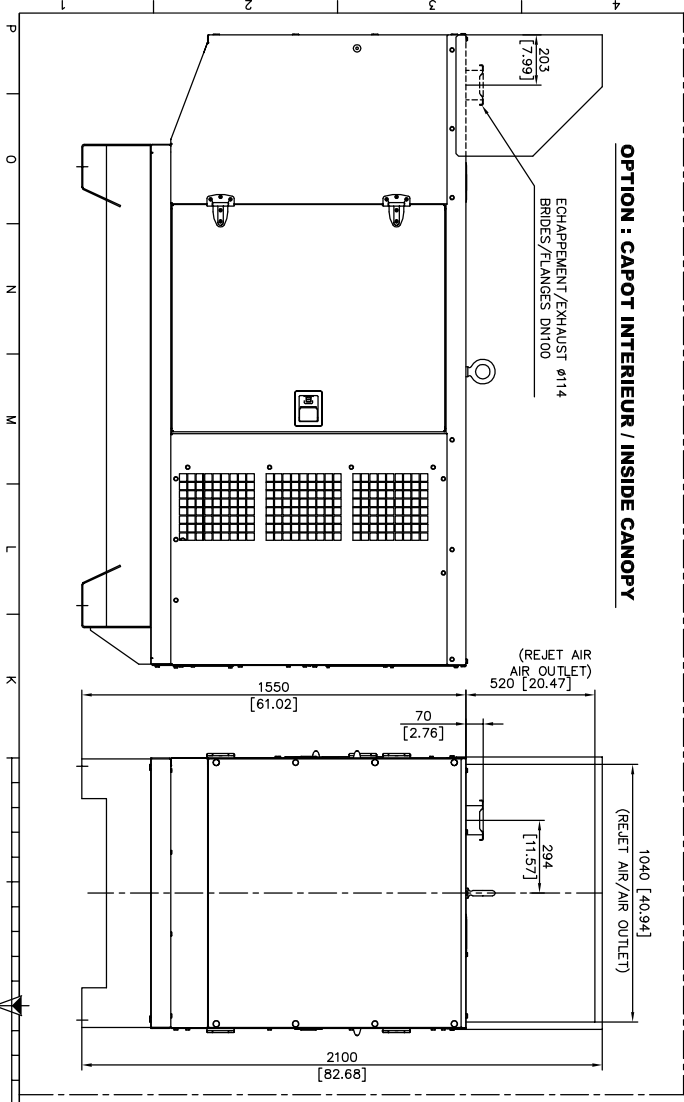 OPTION : CAPOT INTERIEUR / INSIDE CANOPY
203
[7.99]
ECHAPPEMENT/EXHAUST ø114
BRIDES/FLANGES DN100
(REJET AIR
AIR OUTLET)
520 [20.47]
1550
[61.02]
70
[2.76]
294
[11.57]
1040 [40.94]
(REJET AIR/AIR OUTLET)
2100
[82.68]
1
2
3
4
P
O
N
M
L
K